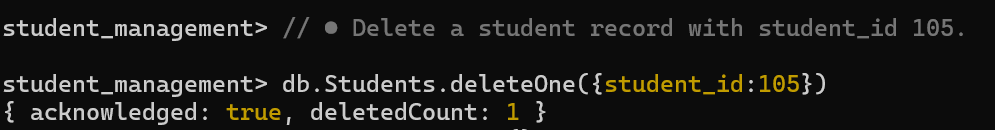 student_management> // ● Delete a student record with student_id 105.
student_management> db.Students.deleteOne({student_id:105})
{ acknowledged: true, deletedCount: 1 }